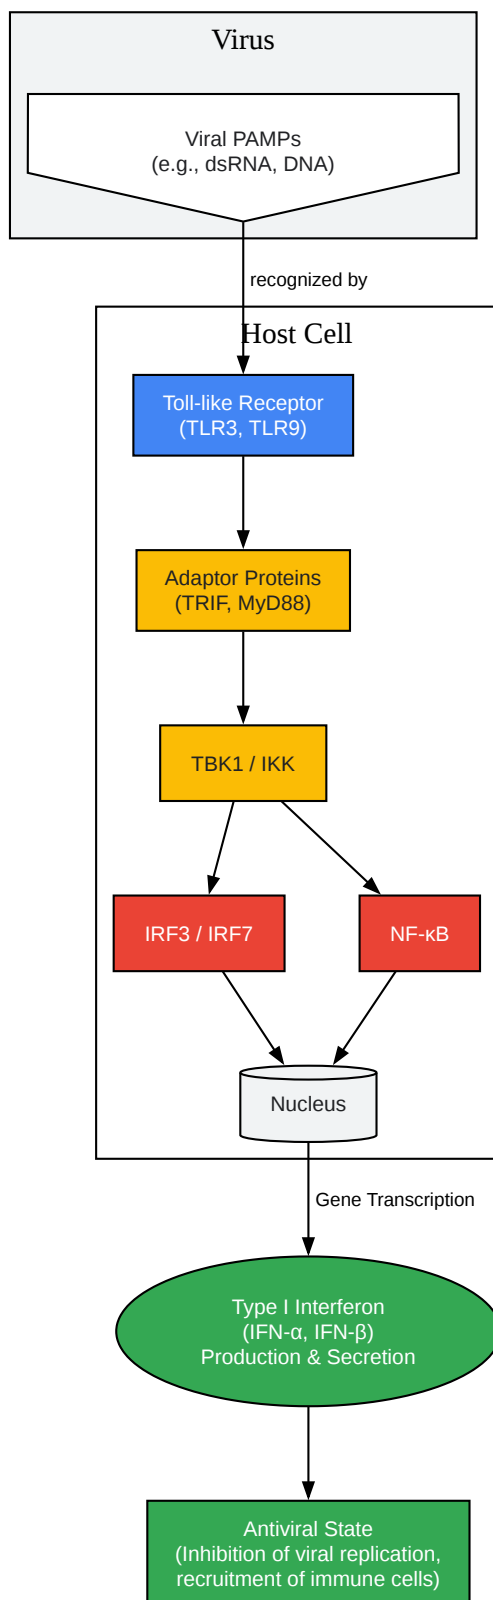 Virus
Viral PAMPs
(e.g., dsRNA, DNA)
recognized by
Host Cell
Toll-like Receptor
(TLR3, TLR9)
Adaptor Proteins
(TRIF, MyD88)
TBK1 / IKK
IRF3 / IRF7
NF-κB
Nucleus
Gene Transcription
Type I Interferon
(IFN-α, IFN-β)
Production & Secretion
Antiviral State
(Inhibition of viral replication,
recruitment of immune cells)